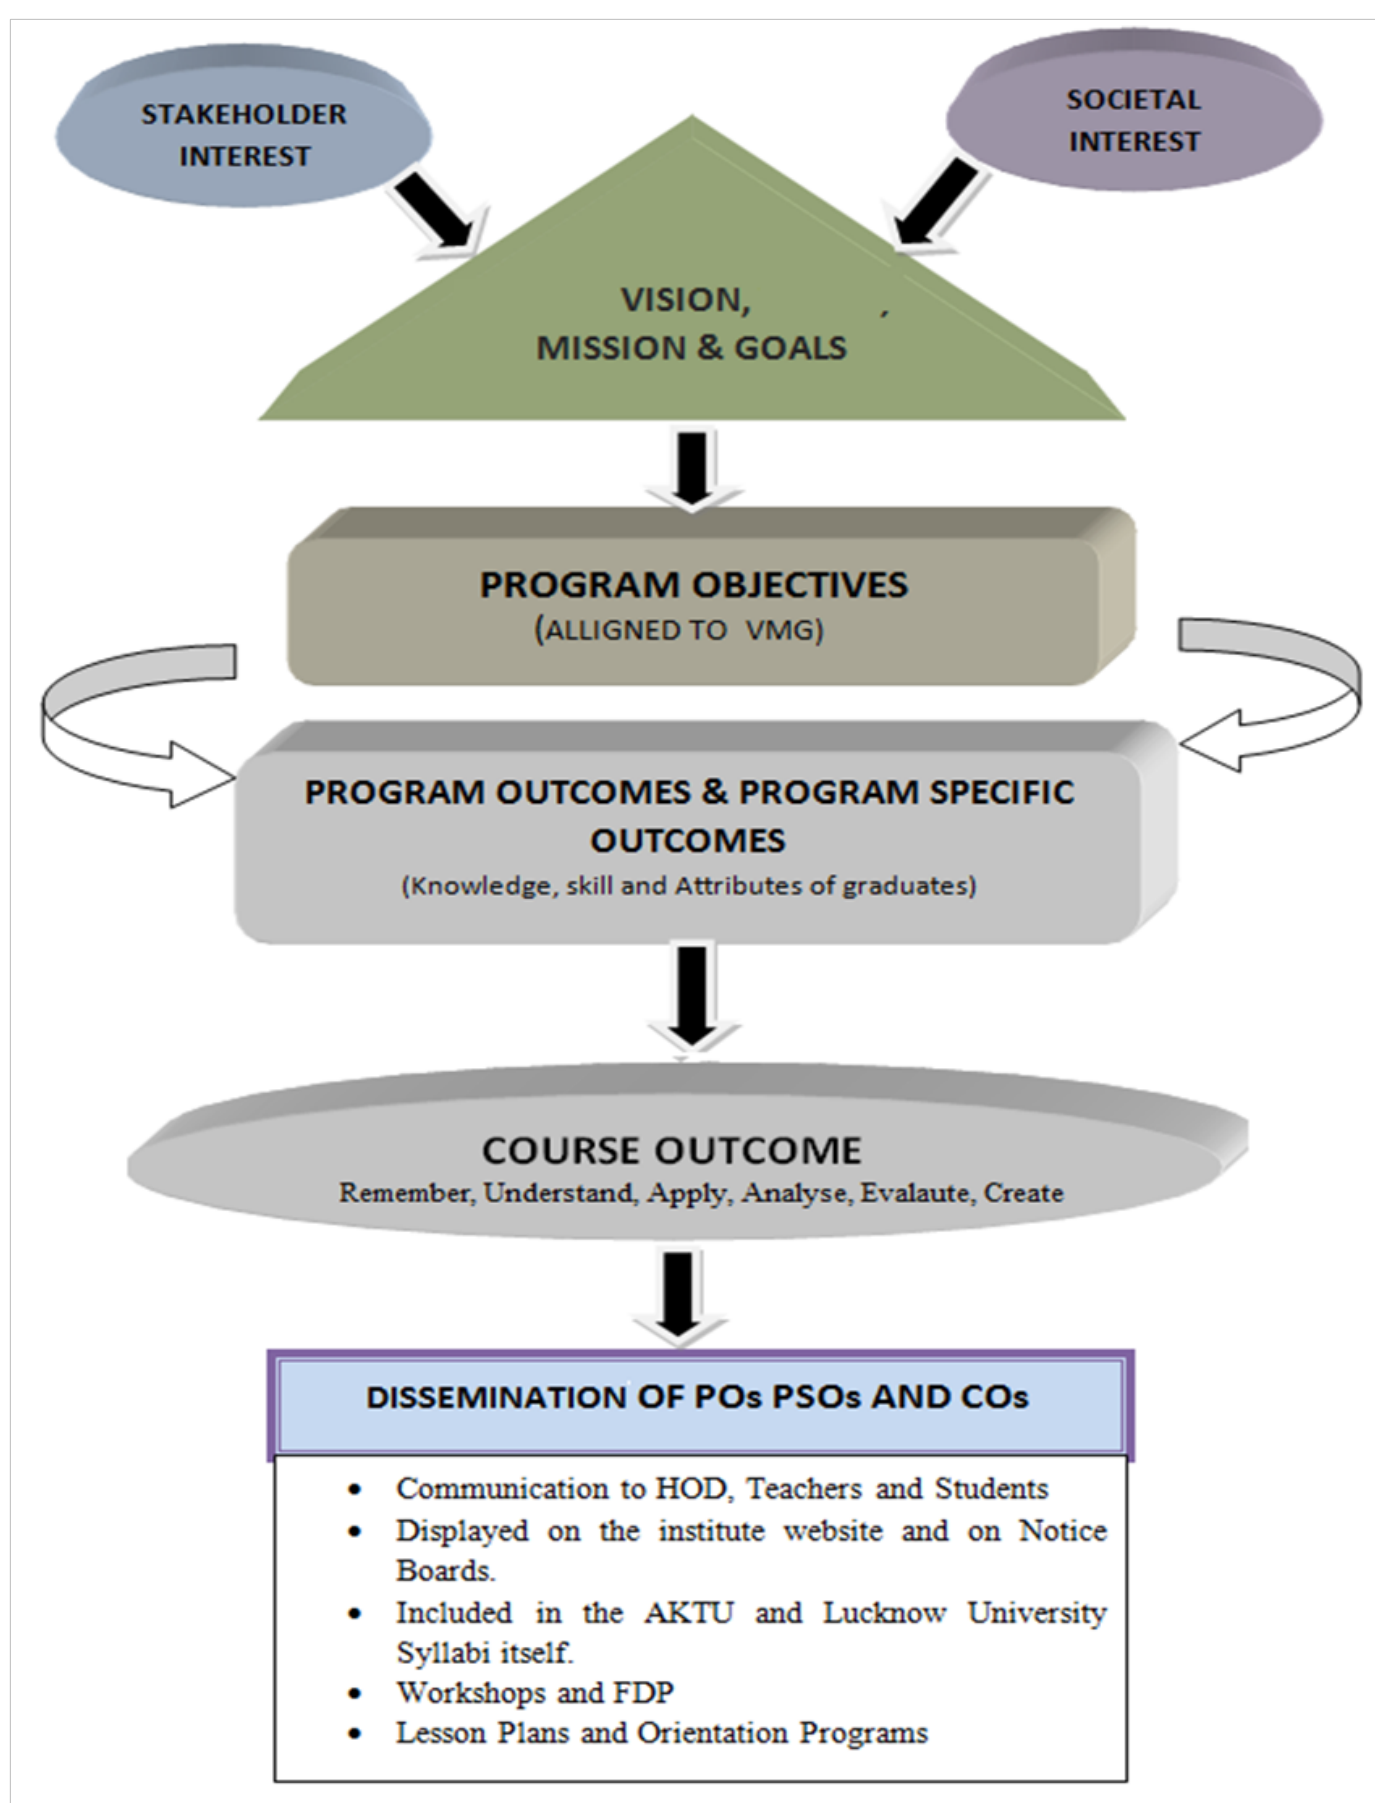 STAKEHOLDER
INTEREST
SOCIETAL
INTEREST
VISION, ,
MISSION & GOALS
PROGRAM OBJECTIVES
(ALLIGNED TO VMG)
PROGRAM OUTCOMES & PROGRAM SPECIFIC
OUTCOMES
(Knowledge, skill and Attributes of graduates)
COURSE OUTCOME
Remember, Understand, Apply, Analyse, Evalaute, Create
DISSEMINATION OF POs PSOs AND COs
• Communication to HOD, Teachers and Students
• Displayed on the institute website and on Notice
Boards.
• Included in the AKTU and Lucknow University
Syllabi itself.
• Workshops and FDP
• Lesson Plans and Orientation Programs